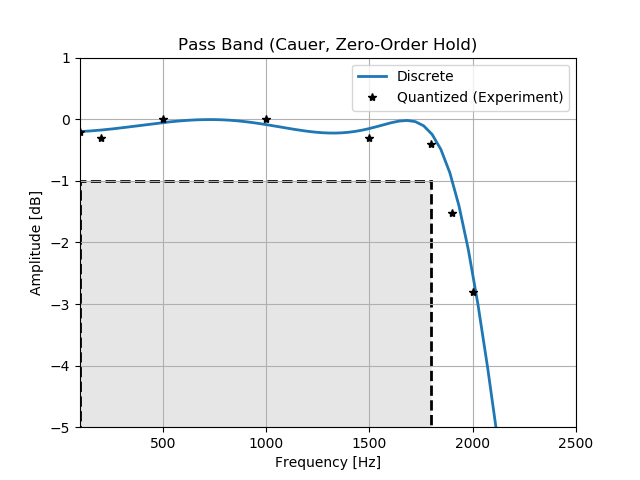 Pass Band (Cauer, Zero-Order Hold)
Discrete
Quantized (Experiment)
Amplitude [dB]
1
0
−1
−2
−3
−4
−5
500
1000
1500
2000
2500
Frequency [Hz]